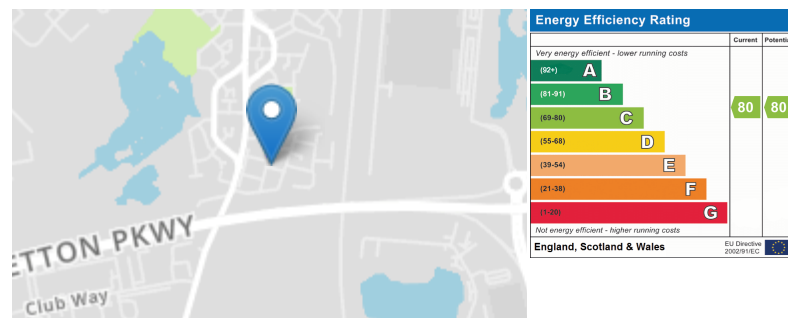 ETTON PKWY
Club Way
Energy Efficiency Rating
Current Potenti
Very energy efficient - lower running costs
(92+) A
(81-91) B
80 80
(69-80) C
(55-68) D
(39-54) E
(21-38) F
(1-20) G
Not energy efficient - higher running costs
England, Scotland & Wales
EU Directive
2002/91/EC